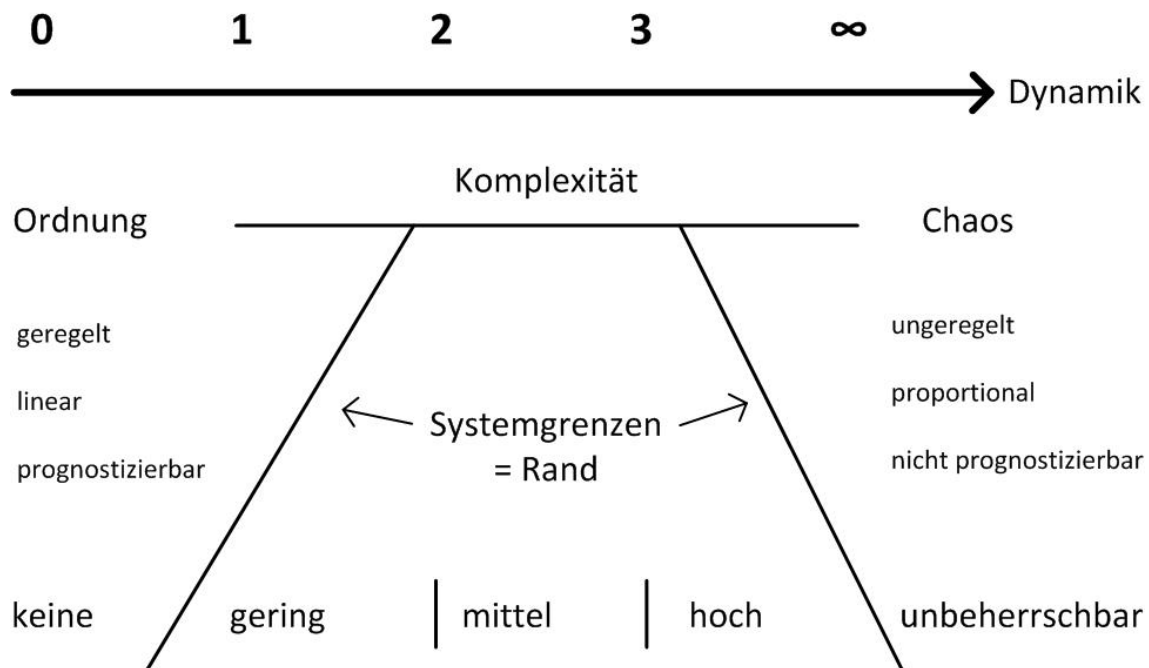 0 1 2 3 ∞
Dynamik
Komplexität
Ordnung
Chaos
geregelt
ungeregelt
linear
proportional
Systemgrenzen
= Rand
prognostizierbar
nicht prognostizierbar
keine gering mittel hoch unbeherrschbar